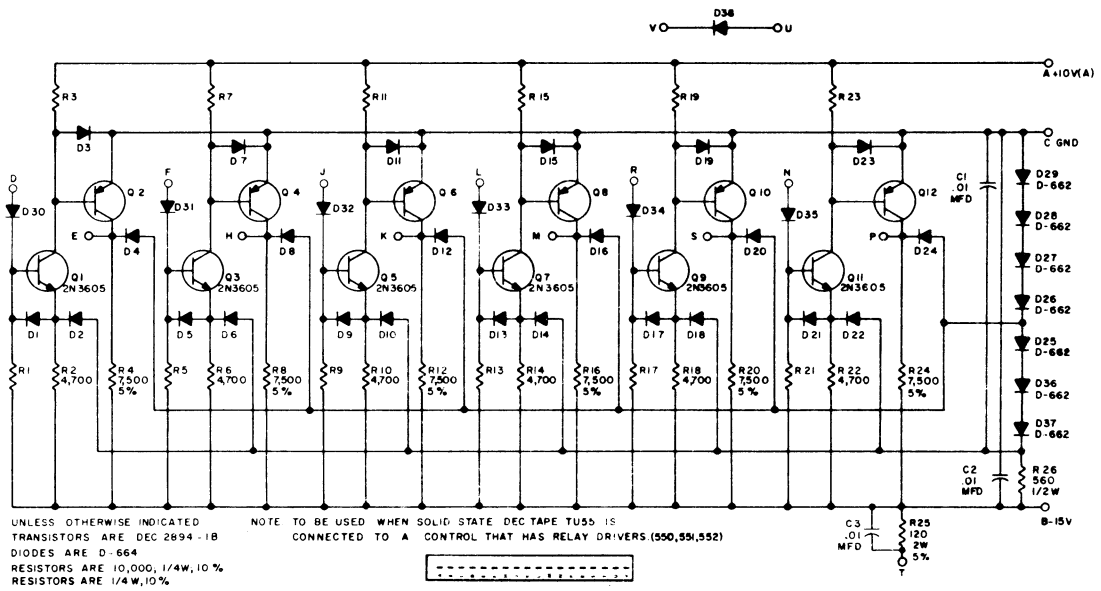 D38
V U
A +10V(A)
R3 R7 R11 R15 R19 R23
C GND
D3 D7 D11 D15 D19 D23
D F J L R N
Q2 Q4 Q6 Q8 Q10 Q12
C1
.01
MFD
D29
D-662
D30 D31 D32 D33 D34 D35
D28
D-662
E D4 H D8 K D12 M D16 S D20 P D24
D27
D-662
Q1
2N3605
Q3
2N3605
Q5
2N3605
Q7
2N3605
Q9
2N3605
Q11
2N3605
D26
D-662
D1 D2 D5 D6 D9 D10 D13 D14 D17 D18 D21 D22
D25
D-662
R1
R2
4,700
R4
7,500
5%
R5
R6
4,700
R8
7,500
5%
R9
R10
4,700
R12
7,500
5%
R13
R14
4,700
R16
7,500
5%
R17
R18
4,700
R20
7,500
5%
R21
R22
4,700
R24
7,500
5%
D36
D-662
D37
D-662
C2
.01
MFD
R26
560
1/2W
B-15V
UNLESS OTHERWISE INDICATED
TRANSISTORS ARE DEC 2894-1B
DIODES ARE D-664
RESISTORS ARE 10,000, 1/4W, 10%
RESISTORS ARE 1/4W, 10%
NOTE TO BE USED WHEN SOLID STATE DEC TAPE TU55 IS
CONNECTED TO A CONTROL THAT HAS RELAY DRIVERS.(550,551,552)
C3
.01
MFD
R25
120
2W
5%
T